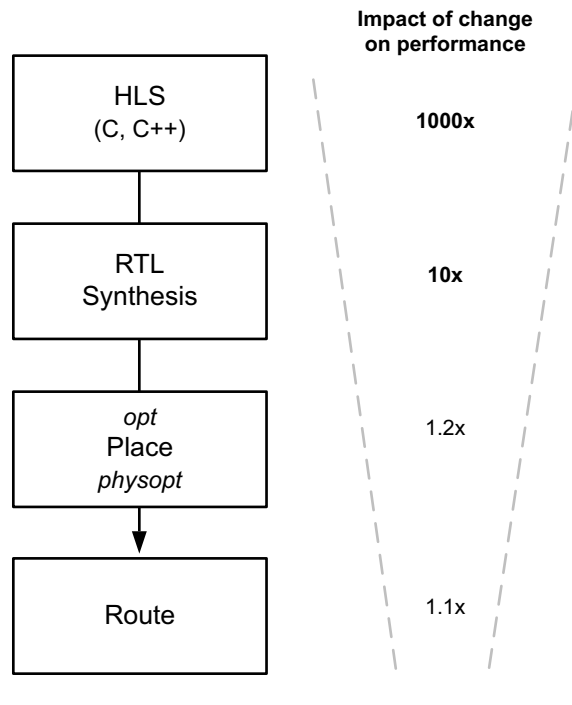 Impact of change
on performance
HLS
(C, C++)
1000x
RTL
Synthesis
10x
opt
Place
physopt
1.2x
Route
1.1x